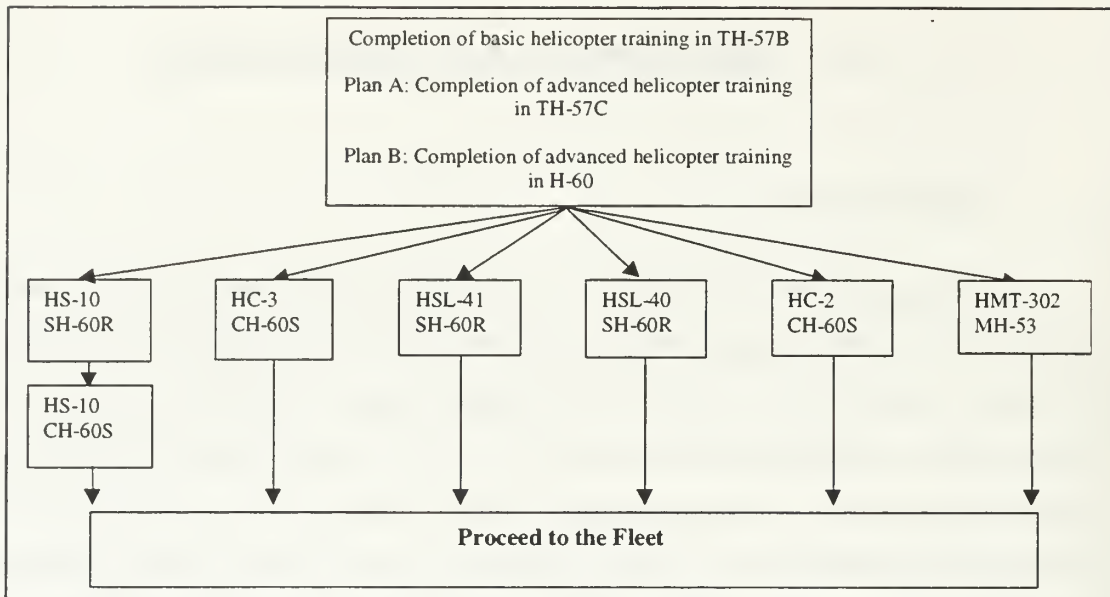 Completion of basic helicopter training in TH-57B
Plan A: Completion of advanced helicopter training
in TH-57C
Plan B: Completion of advanced helicopter training
in H-60
HS-10
SH-60R
HC-3
CH-60S
HSL-41
SH-60R
HSL-40
SH-60R
HC-2
CH-60S
HMT-302
MH-53
HS-10
CH-60S
Proceed to the Fleet